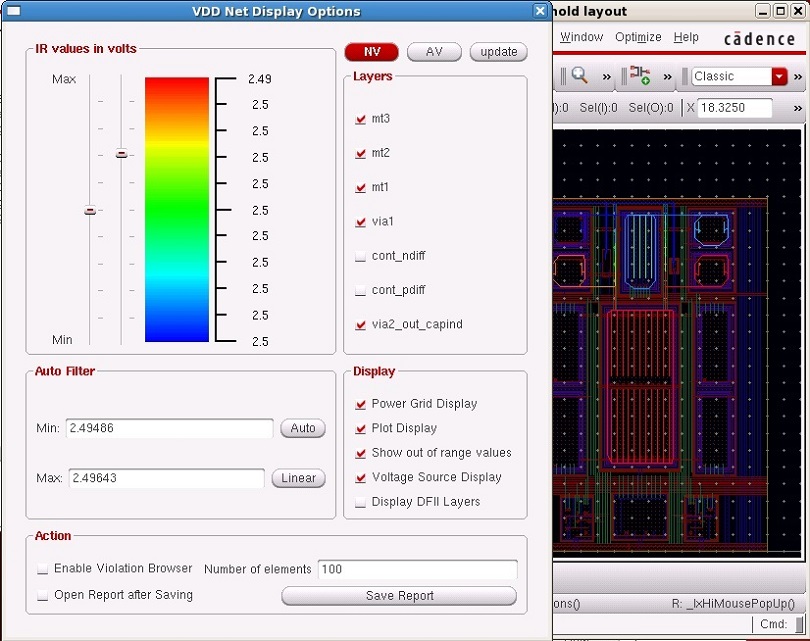 VDD Net Display Options
hold layout
IR values in volts
Max
2.49
2.5
2.5
2.5
2.5
2.5
2.5
2.5
2.5
2.5
2.5
Min
NV
AV
update
Layers
mt3
mt2
mt1
via1
cont_ndiff
cont_pdiff
via2_out_capind
Auto Filter
Min: 2.49486 Auto
Max: 2.49643 Linear
Display
Power Grid Display
Plot Display
Show out of range values
Voltage Source Display
Display DFII Layers
Action
Enable Violation Browser Number of elements 100
Open Report after Saving Save Report
Window Optimize Help cādence
» » Classic »
):0 Sel(I):0 Sel(O):0 X 18.3250 »
ons() R: _lxHiMousePopUp()
Cmd: